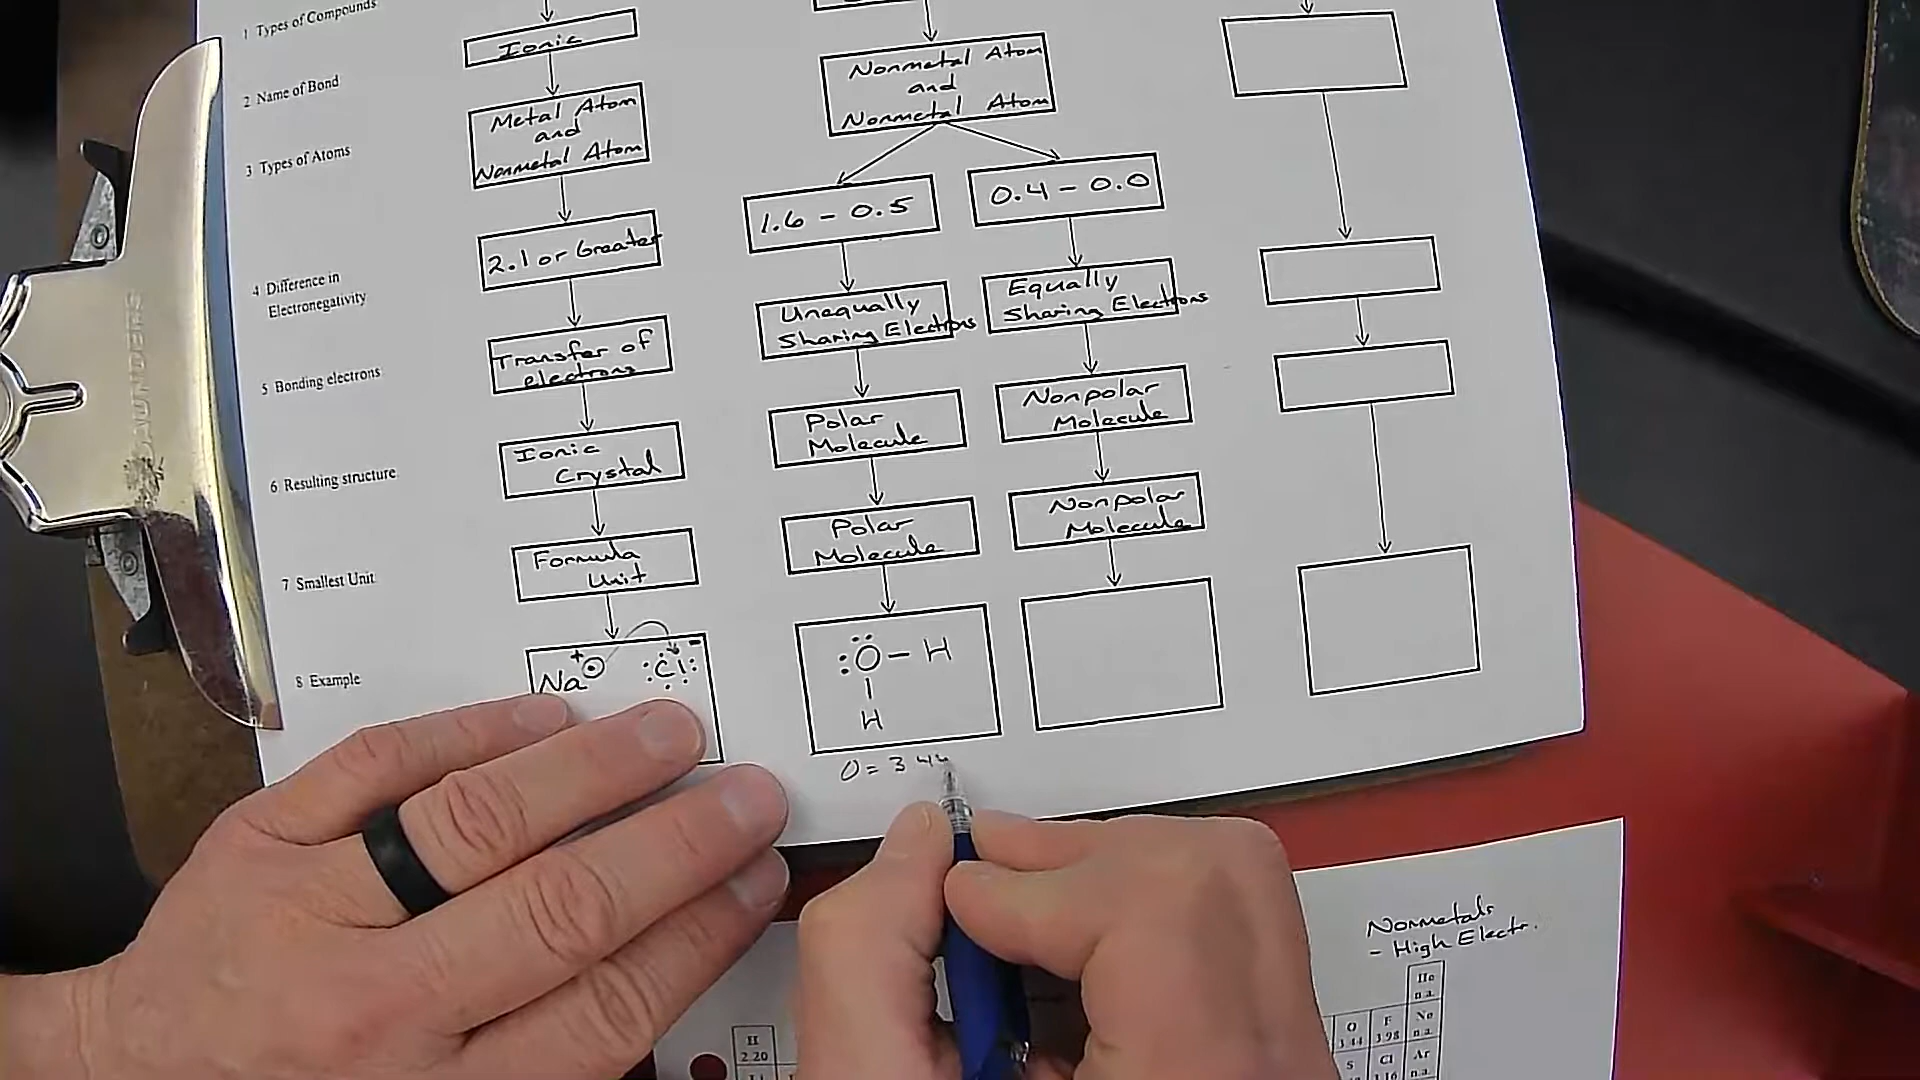 1 Types of Compounds
2 Name of Bond
3 Types of Atoms
4 Difference in
Electronegativity
5 Bonding electrons
6 Resulting structure
7 Smallest Unit
8 Example
Ionic
Metal Atom
and
Nonmetal Atom
2.1 or Greater
Transfer of
electrons
Ionic
Crystal
Formula
Unit
Na + Cl -
Nonmetal Atom
and
Nonmetal Atom
1.6 - 0.5
Unequally
Sharing Electrons
Polar
Molecule
Polar
Molecule
O - H
H
O = 3 44
0.4 - 0.0
Equally
Sharing Electrons
Nonpolar
Molecule
Nonpolar
Molecule
SAUNDERS
Nonmetals
- High Electr.
He
n.a.
O F Ne
3.44 3.98 n.a.
S Cl Ar
3.16 n.a.
H
2.20